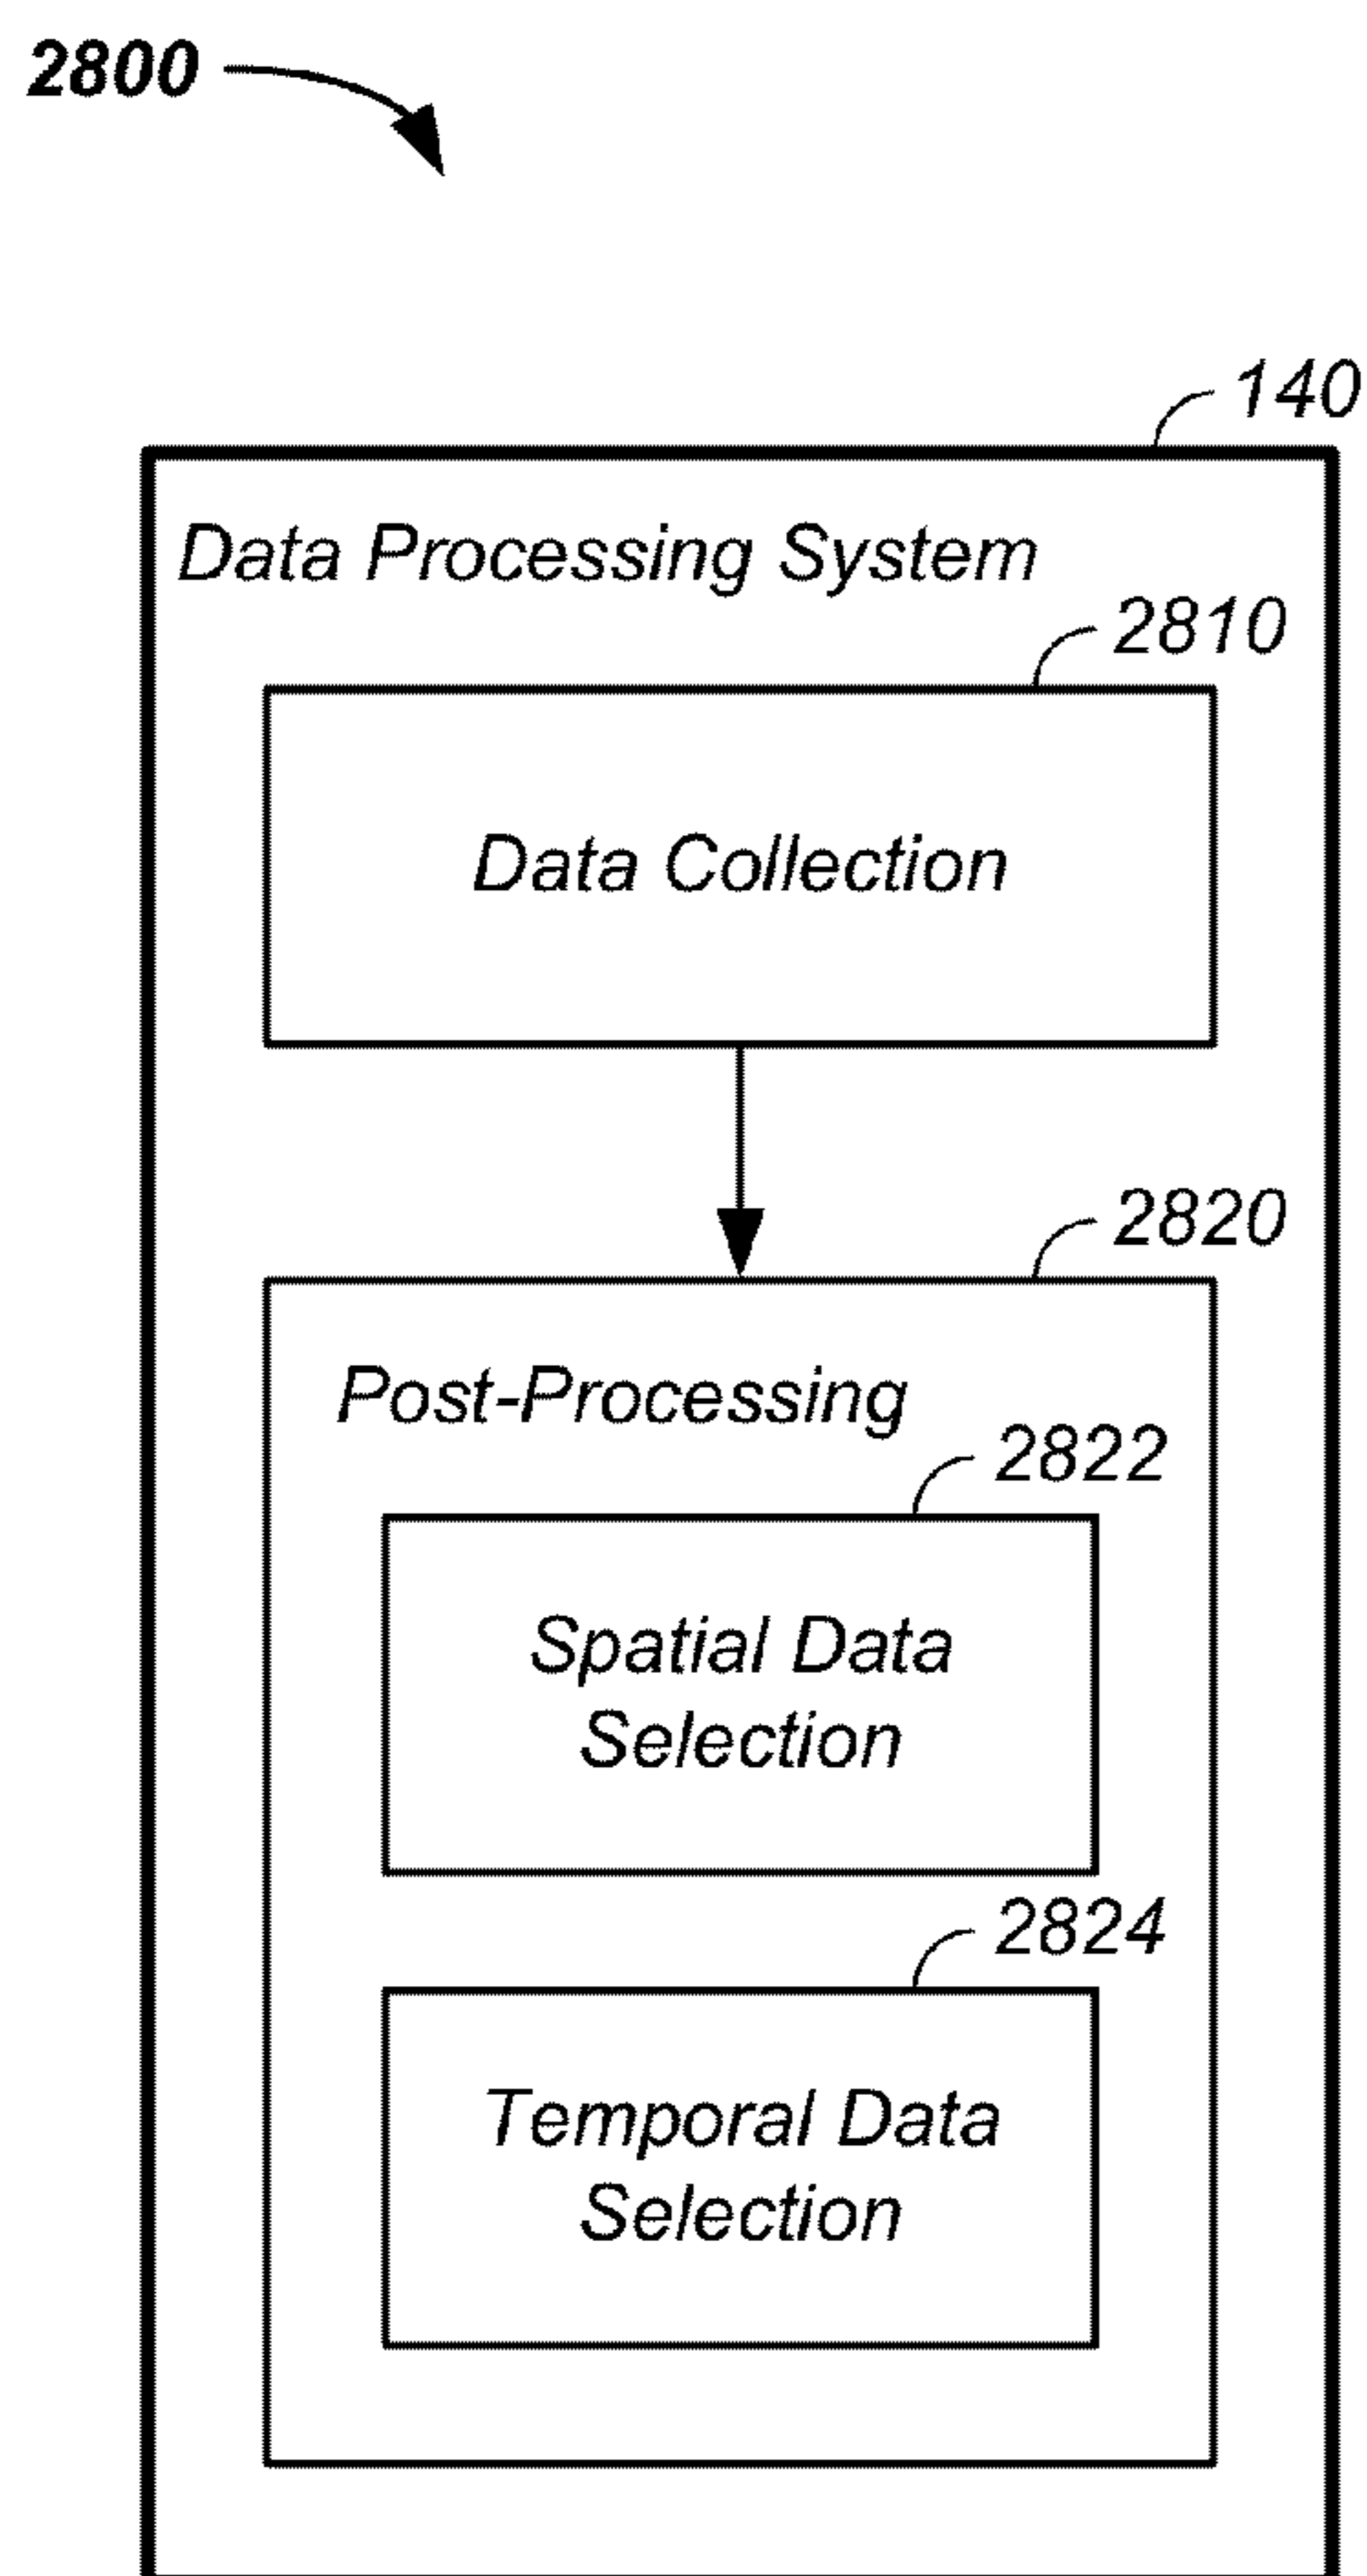 2800
140
Data Processing System
2810
Data Collection
2820
Post-Processing
2822
Spatial Data
Selection
2824
Temporal Data
Selection